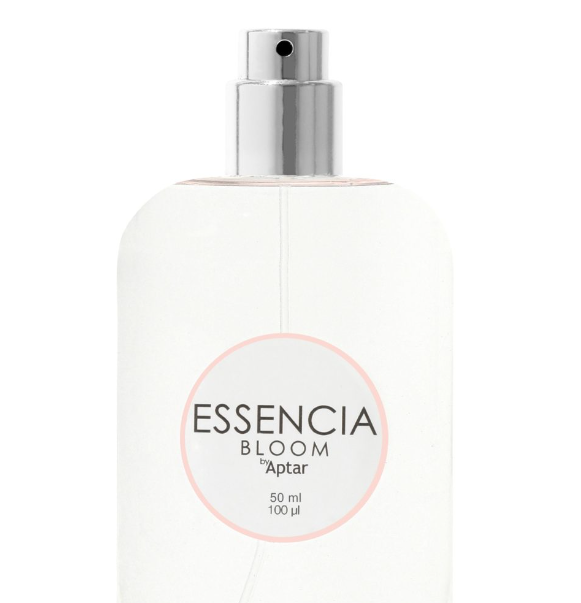 ESSENCIA
BLOOM
by Aptar
50 ml
100 µl